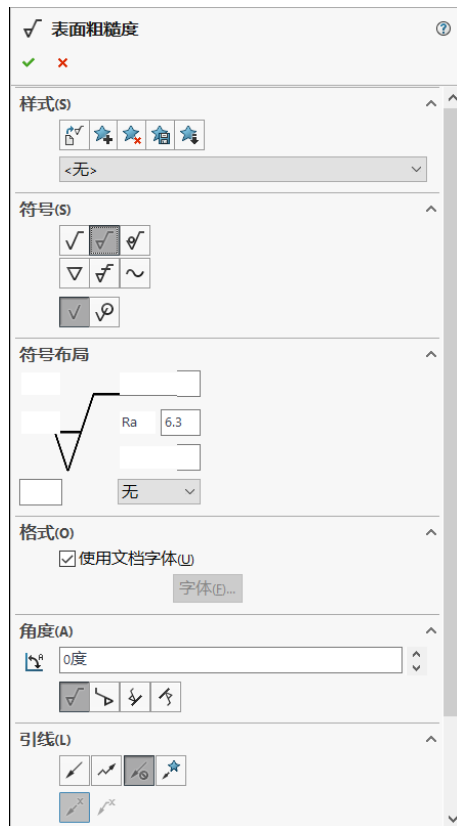 表面粗糙度
样式(S)
<无>
符号(S)
符号布局
Ra 6.3
无
格式(O)
使用文档字体(U)
字体(F)...
角度(A)
0度
引线(L)